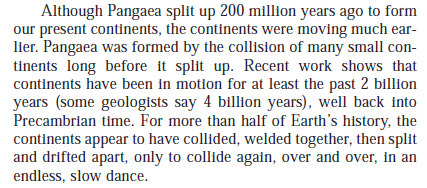 Although Pangaea split up 200 million years ago to form
our present continents, the continents were moving much ear-
lier. Pangaea was formed by the collision of many small con-
tinents long before it split up. Recent work shows that
continents have been in motion for at least the past 2 billion
years (some geologists say 4 billion years), well back into
Precambrian time. For more than half of Earth's history, the
continents appear to have collided, welded together, then split
and drifted apart, only to collide again, over and over, in an
endless, slow dance.